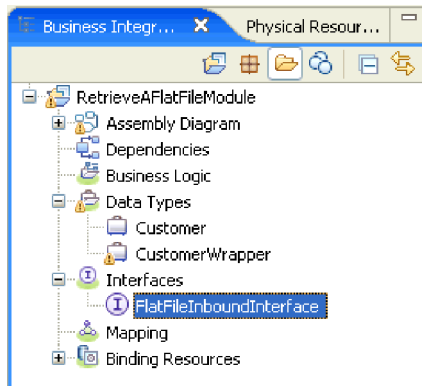 Business Integr...
Physical Resour...
RetrieveAFlatFileModule
Assembly Diagram
Dependencies
Business Logic
Data Types
Customer
CustomerWrapper
Interfaces
FlatFileInboundInterface
Mapping
Binding Resources